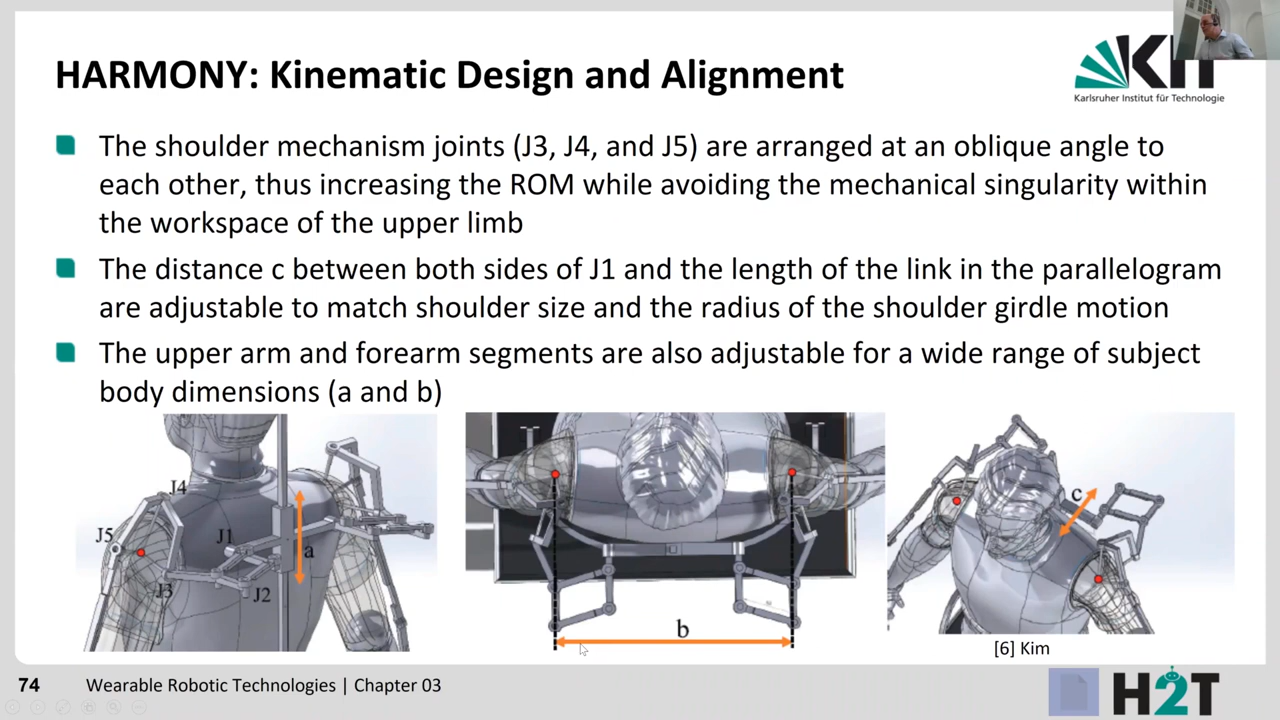 HARMONY: Kinematic Design and Alignment
KIT
Karlsruher Institut für Technologie
The shoulder mechanism joints (J3, J4, and J5) are arranged at an oblique angle to
each other, thus increasing the ROM while avoiding the mechanical singularity within
the workspace of the upper limb
The distance c between both sides of J1 and the length of the link in the parallelogram
are adjustable to match shoulder size and the radius of the shoulder girdle motion
The upper arm and forearm segments are also adjustable for a wide range of subject
body dimensions (a and b)
J4
J5
J1
a
J3
J2
b
c
[6] Kim
74
Wearable Robotic Technologies | Chapter 03
H2T